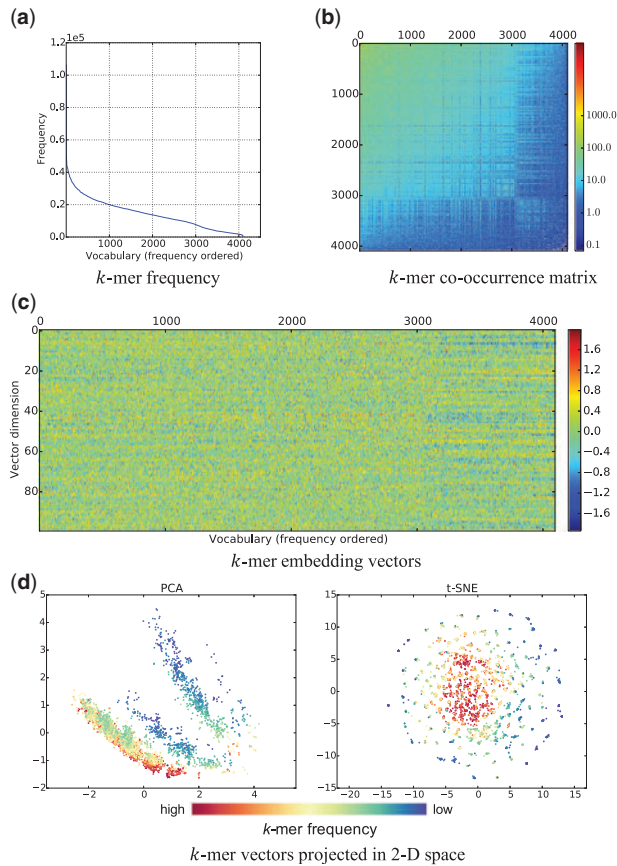 (a)
1.2 1e5
1.0
0.8
0.6
0.4
0.2
0.0
Frequency
1000 2000 3000 4000
Vocabulary (frequency ordered)
k-mer frequency
(b)
0 1000 2000 3000 4000
1000
2000
3000
4000
1000.0
100.0
10.0
1.0
0.1
k-mer co-occurrence matrix
(c)
0 1000 2000 3000 4000
0
20
40
60
80
Vector dimension
Vocabulary (frequency ordered)
1.6
1.2
0.8
0.4
0.0
−0.4
−0.8
−1.2
−1.6
k-mer embedding vectors
(d)
PCA
5
4
3
2
1
0
−1
−2
−2 0 2 4
t-SNE
15
10
5
0
−5
−10
−15
−20 −15 −10 −5 0 5 10 15
high low
k-mer frequency
k-mer vectors projected in 2-D space